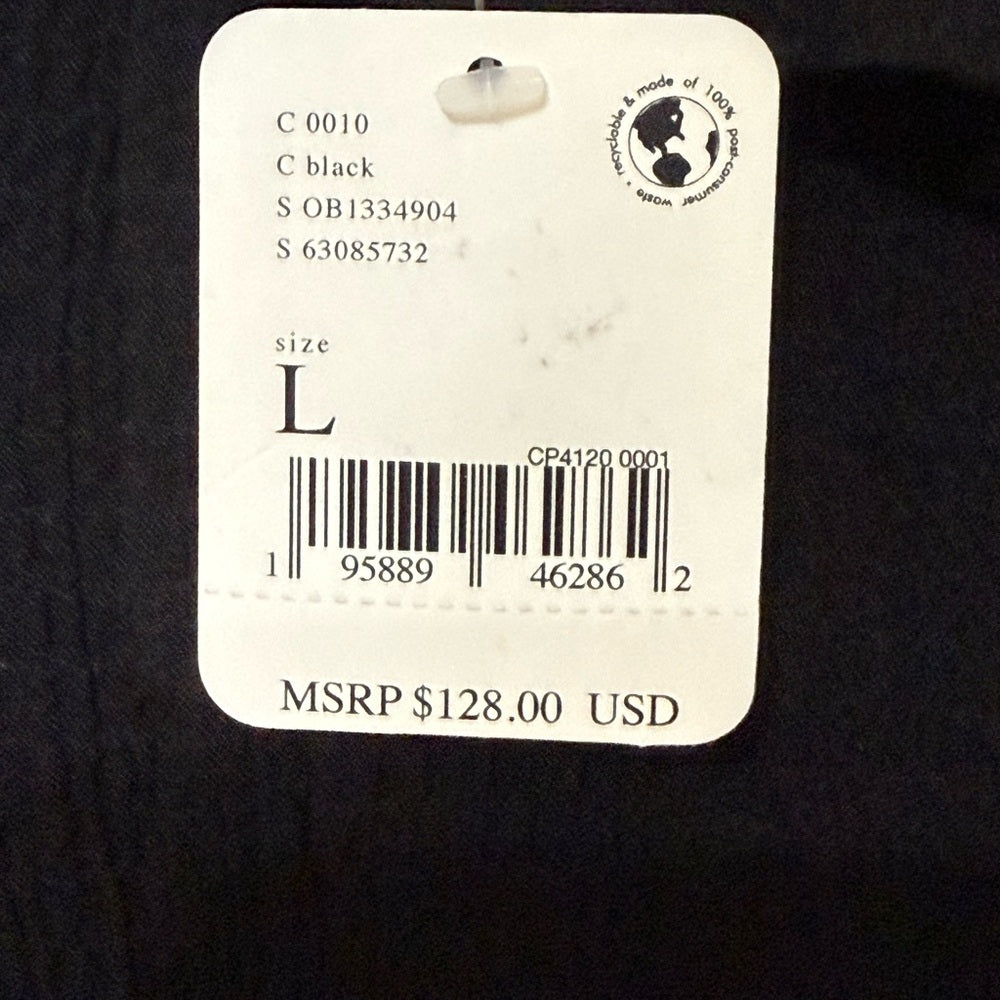 C 0010
C black
S OB1334904
S 63085732
recyclable & made of 100% post-consumer waste •
size
L
CP4120 0001
1 95889 46286 2
MSRP $128.00 USD